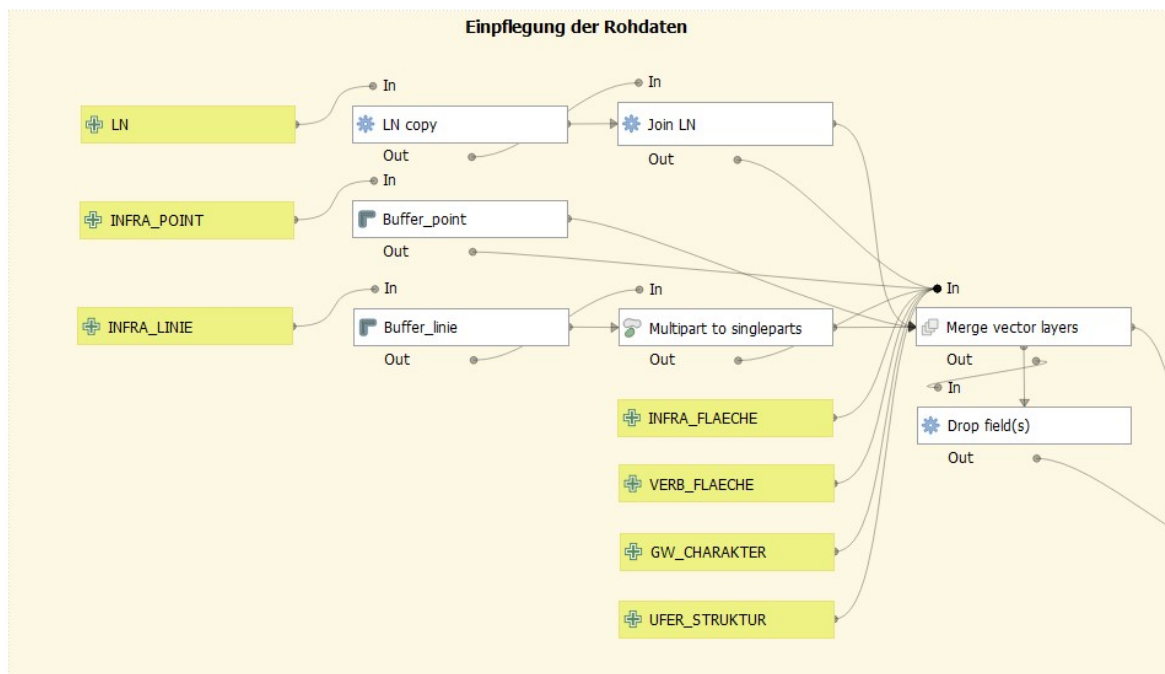 Einpflegung der Rohdaten
In
In
LN
LN copy
Join LN
Out
Out
In
INFRA_POINT
Buffer_point
Out
In
In
In
INFRA_LINIE
Buffer_linie
Multipart to singleparts
Merge vector layers
Out
Out
Out
In
INFRA_FLAECHE
Drop field(s)
Out
VERB_FLAECHE
GW_CHARAKTER
UFER_STRUKTUR